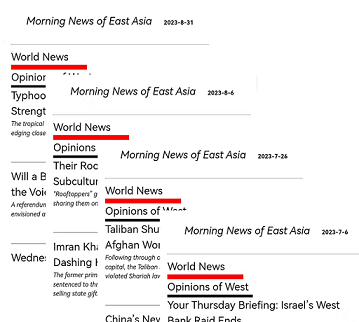 Morning News of East Asia 2023-8-31
World News
Opinion
Typhoo
Strengt
The tropical
edging close
Will a B
the Voi
A referendu
envisioned a
Wednes
Morning News of East Asia 2023-8-6
World News
Opinions
Their Roo
Subcultur
"Rooftoppers" g
sharing them on
Imran Kha
Dashing H
The former prim
sentenced to thr
selling state gift
Morning News of East Asia 2023-7-26
World News
Opinions of West
Taliban Shu
Afghan Wor
Following through o
capital, the Taliban
violated Shariah lav
China's New
Morning News of East Asia 2023-7-6
World News
Opinions of West
Your Thursday Briefing: Israel's West
Bank Raid Ends